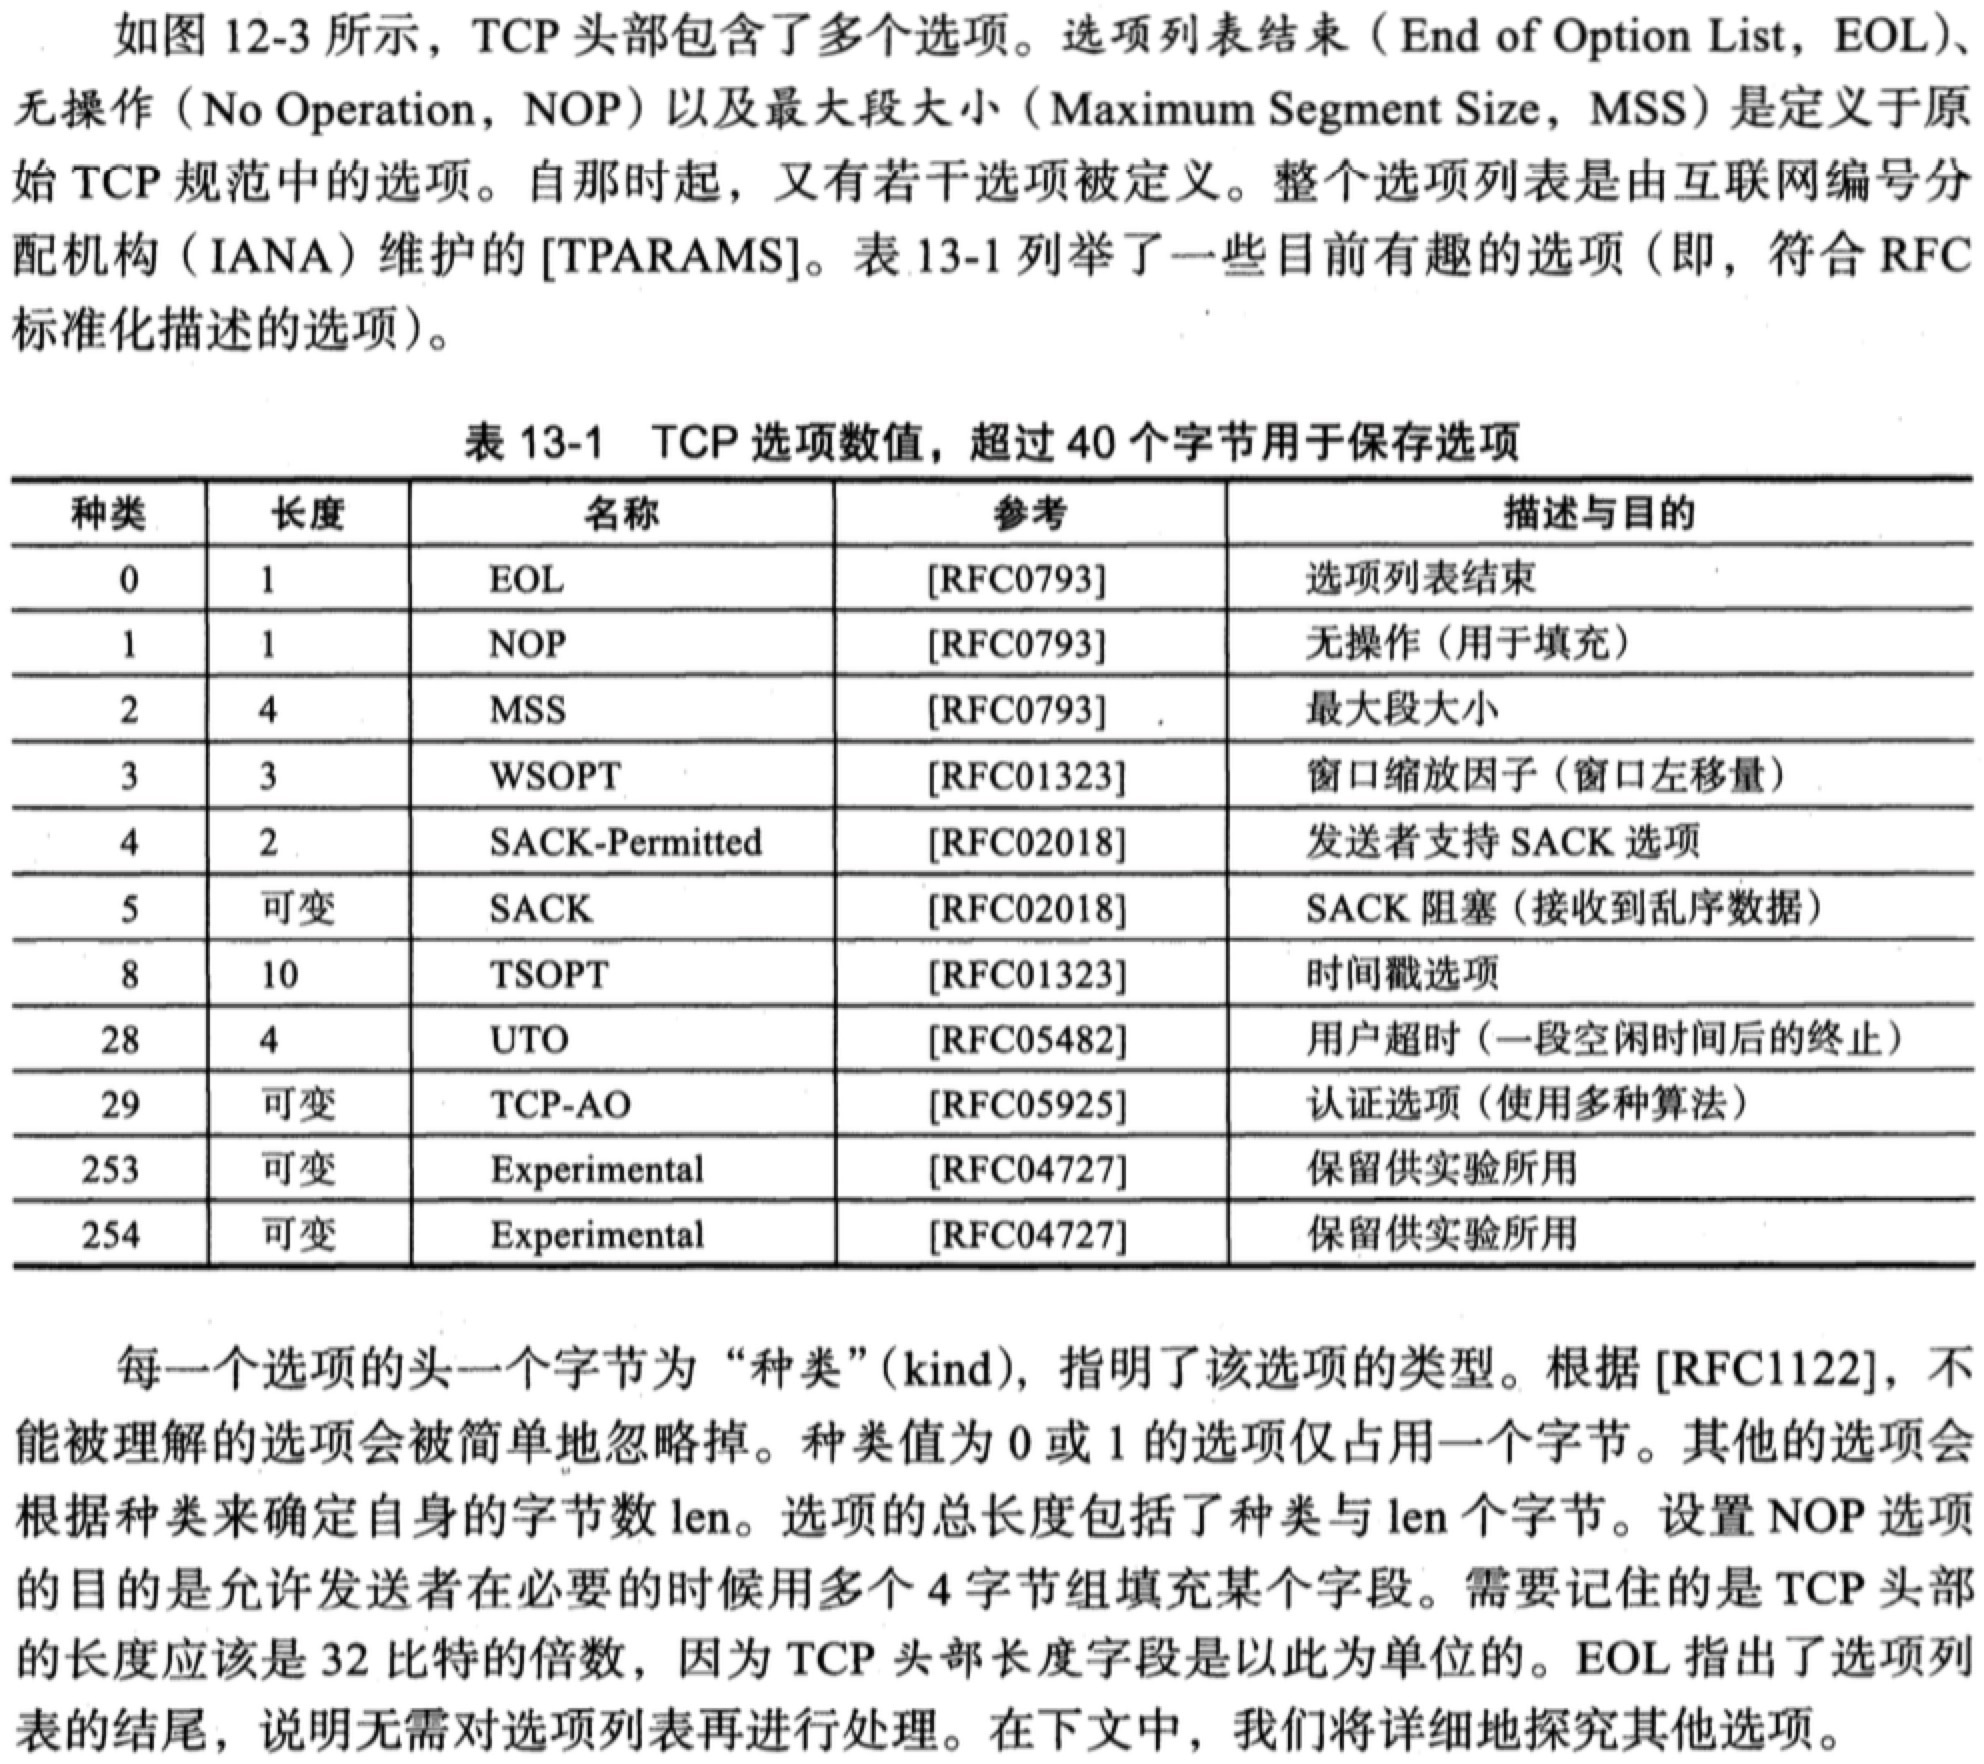 如图 12-3 所示，TCP 头部包含了多个选项。选项列表结束（End of Option List，EOL）、
无操作（No Operation，NOP）以及最大段大小（Maximum Segment Size，MSS）是定义于原
始 TCP 规范中的选项。自那时起，又有若干选项被定义。整个选项列表是由互联网编号分
配机构（IANA）维护的 [TPARAMS]。表 13-1 列举了一些目前有趣的选项（即，符合 RFC
标准化描述的选项）。
表 13-1 TCP 选项数值，超过 40 个字节用于保存选项
种类 长度 名称 参考 描述与目的
0 1 EOL [RFC0793] 选项列表结束
1 1 NOP [RFC0793] 无操作（用于填充）
2 4 MSS [RFC0793] 最大段大小
3 3 WSOPT [RFC01323] 窗口缩放因子（窗口左移量）
4 2 SACK-Permitted [RFC02018] 发送者支持 SACK 选项
5 可变 SACK [RFC02018] SACK 阻塞（接收到乱序数据）
8 10 TSOPT [RFC01323] 时间戳选项
28 4 UTO [RFC05482] 用户超时（一段空闲时间后的终止）
29 可变 TCP-AO [RFC05925] 认证选项（使用多种算法）
253 可变 Experimental [RFC04727] 保留供实验所用
254 可变 Experimental [RFC04727] 保留供实验所用
每一个选项的头一个字节为“种类”（kind），指明了该选项的类型。根据 [RFC1122]，不
能被理解的选项会被简单地忽略掉。种类值为 0 或 1 的选项仅占用一个字节。其他的选项会
根据种类来确定自身的字节数 len。选项的总长度包括了种类与 len 个字节。设置 NOP 选项
的目的是允许发送者在必要的时候用多个 4 字节组填充某个字段。需要记住的是 TCP 头部
的长度应该是 32 比特的倍数，因为 TCP 头部长度字段是以此为单位的。EOL 指出了选项列
表的结尾，说明无需对选项列表再进行处理。在下文中，我们将详细地探究其他选项。